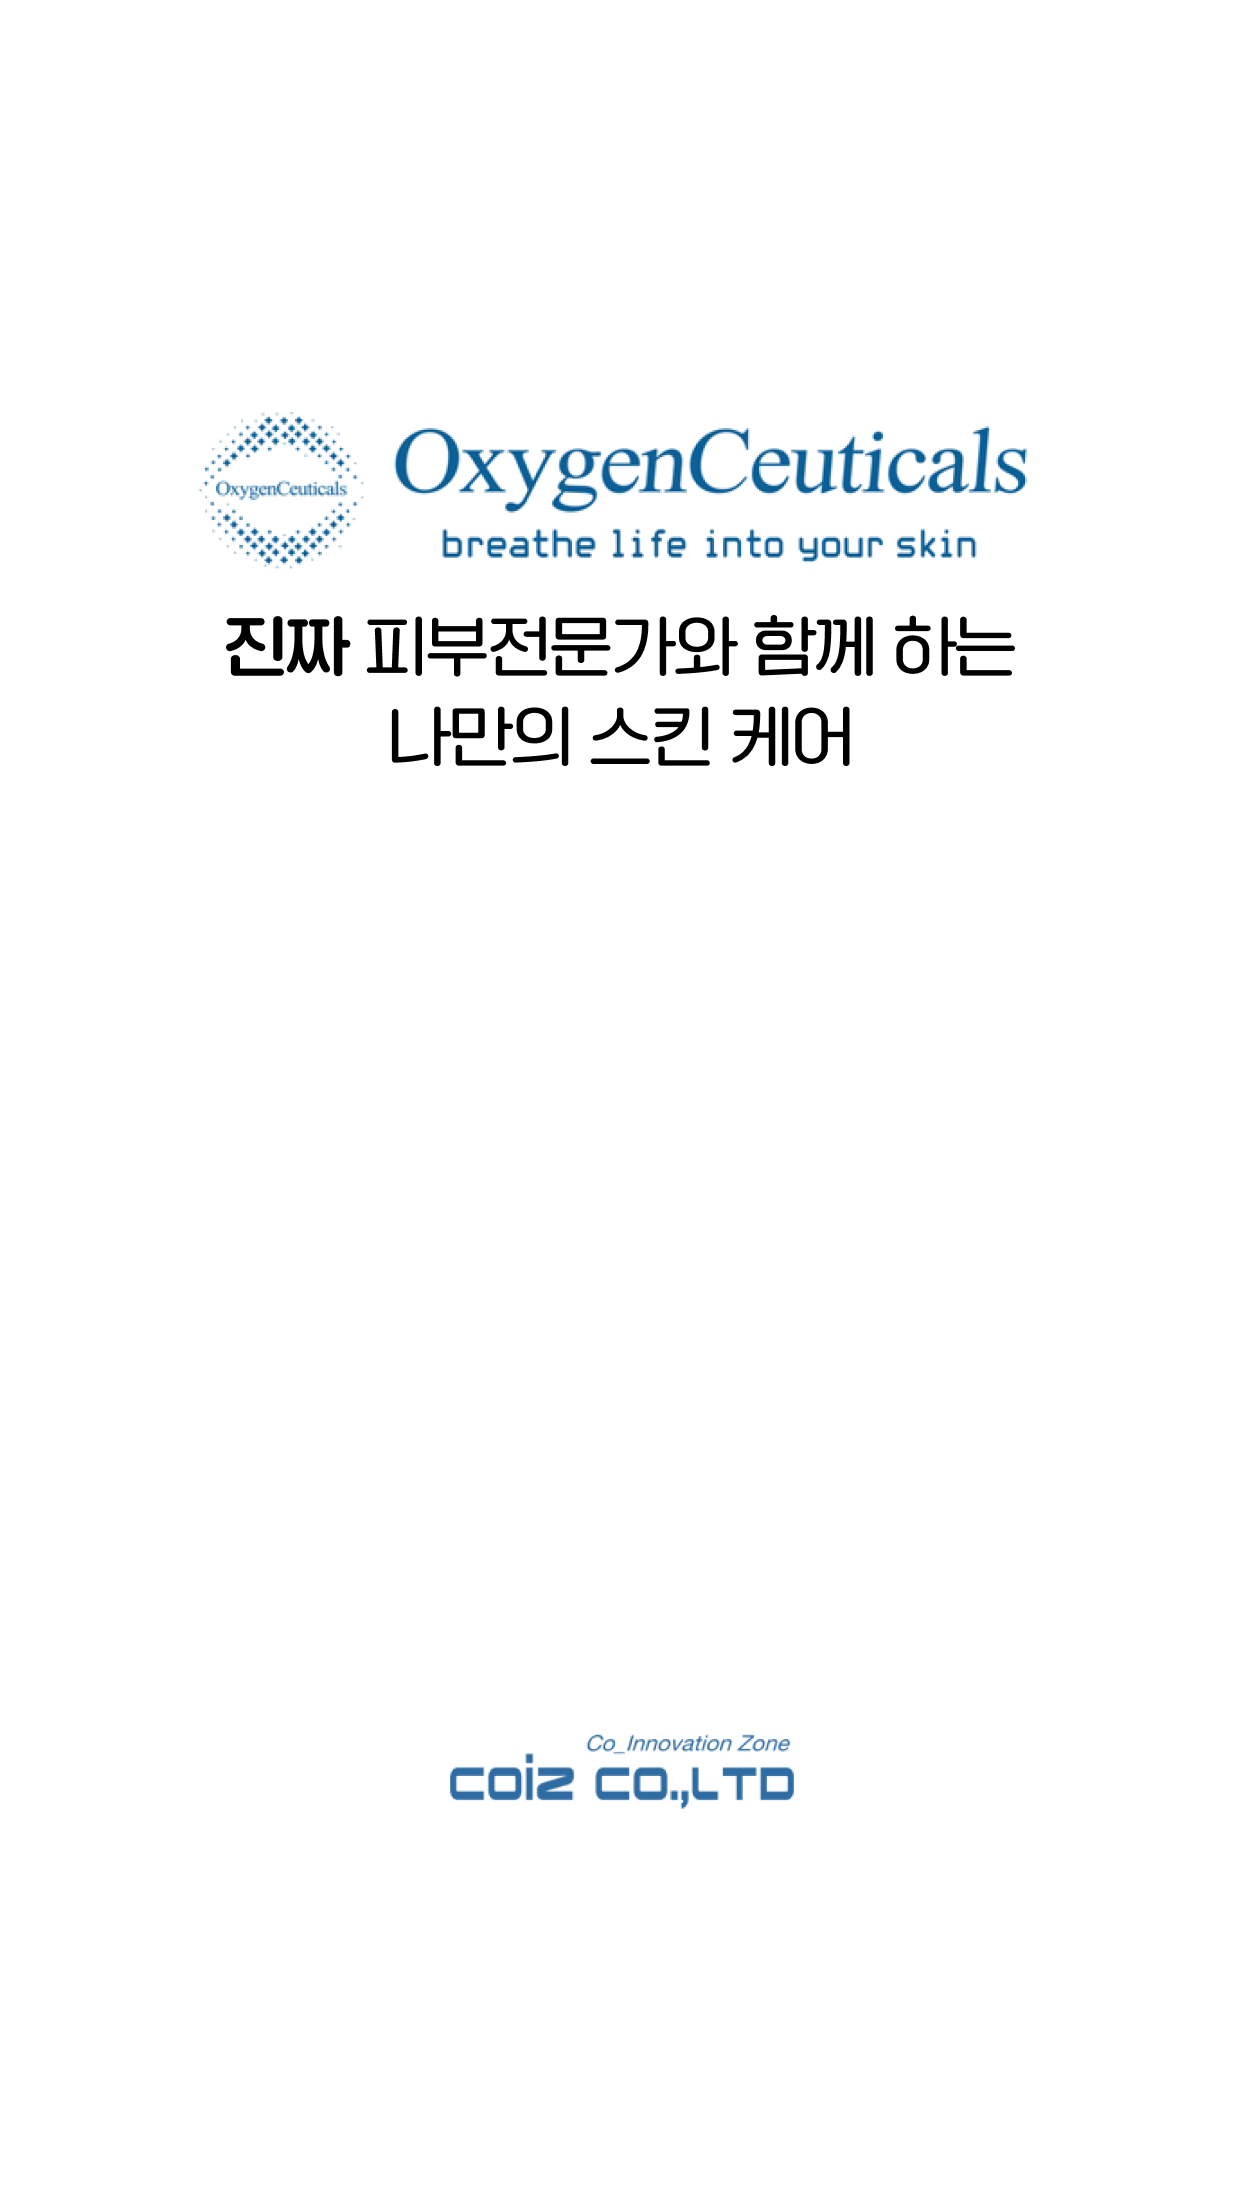 OxygenCeuticals
OxygenCeuticals
breathe life into your skin
진짜 피부전문가와 함께 하는
나만의 스킨 케어
Co_Innovation Zone
coiz co.,LTD